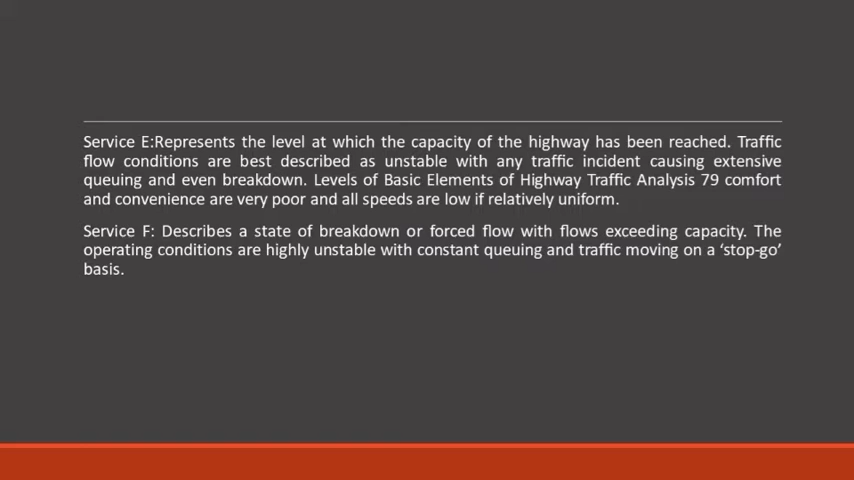 Service E:Represents the level at which the capacity of the highway has been reached. Traffic
flow conditions are best described as unstable with any traffic incident causing extensive
queuing and even breakdown. Levels of Basic Elements of Highway Traffic Analysis 79 comfort
and convenience are very poor and all speeds are low if relatively uniform.
Service F: Describes a state of breakdown or forced flow with flows exceeding capacity. The
operating conditions are highly unstable with constant queuing and traffic moving on a ‘stop-go’
basis.